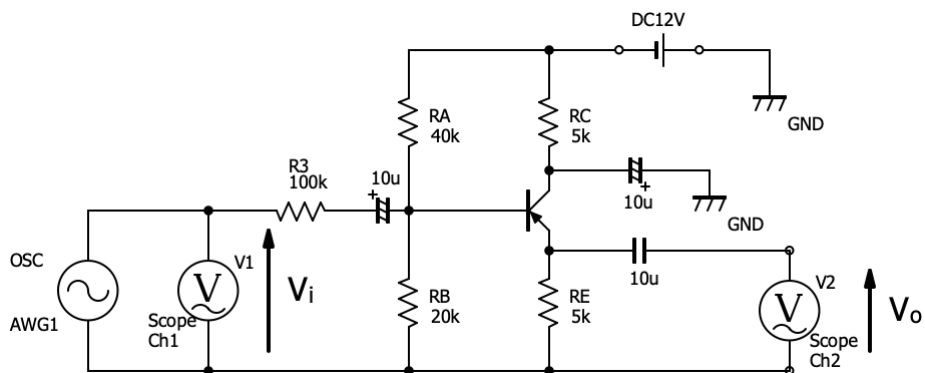 DC12V
GND
RA
40k
RC
5k
R3
100k
+
10u
+
10u
GND
OSC
AWG1
V1
V
Scope
Ch1
Vi
RB
20k
RE
5k
10u
V2
V
Scope
Ch2
Vo